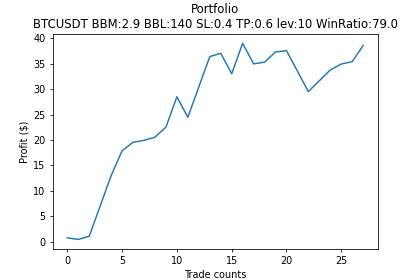 Portfolio
BTCUSDT BBM:2.9 BBL:140 SL:0.4 TP:0.6 lev:10 WinRatio:79.0
40
35
30
25
20
15
10
5
0
Profit ($)
0 5 10 15 20 25
Trade counts